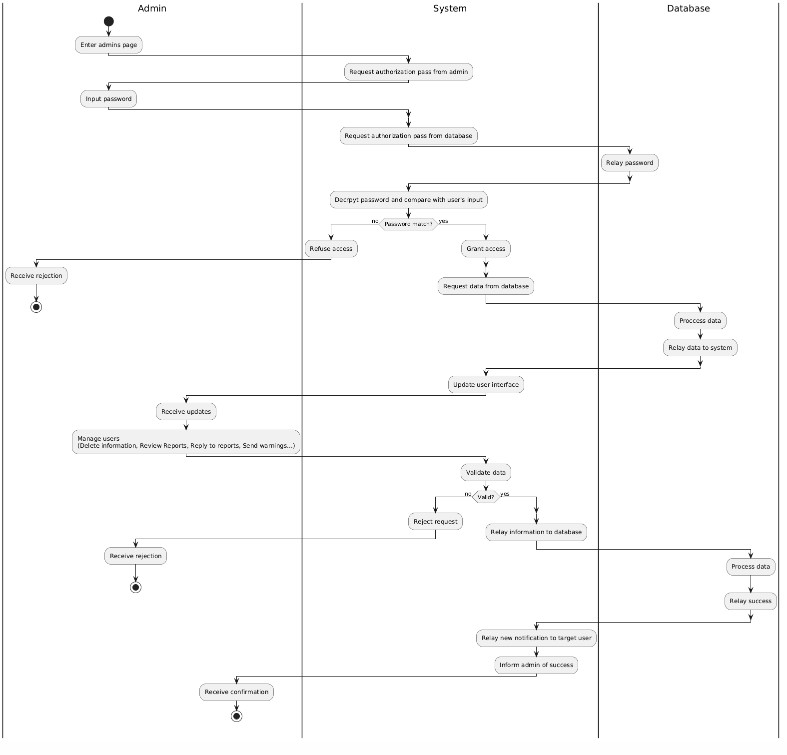 Admin
System
Database
Enter admins page
Request authorization pass from admin
Input password
Request authorization pass from database
Relay password
Decrpyt password and compare with user's input
no
Password match?
yes
Refuse access
Grant access
Receive rejection
Request data from database
Proccess data
Relay data to system
Update user interface
Receive updates
Manage users
(Delete information, Review Reports, Reply to reports, Send warnings...)
Validate data
no
Valid?
yes
Reject request
Relay information to database
Receive rejection
Process data
Relay success
Relay new notification to target user
Inform admin of success
Receive confirmation